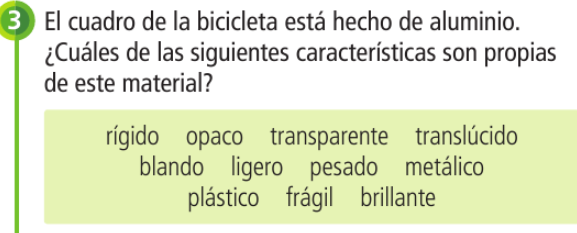 3 El cuadro de la bicicleta está hecho de aluminio.
¿Cuáles de las siguientes características son propias
de este material?
rígido opaco transparente translúcido
blando ligero pesado metálico
plástico frágil brillante